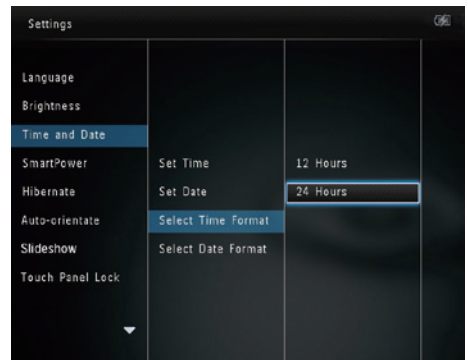 Settings
Language
Brightness
Time and Date
SmartPower
Hibernate
Auto-orientate
Slideshow
Touch Panel Lock
Set Time
Set Date
Select Time Format
Select Date Format
12 Hours
24 Hours